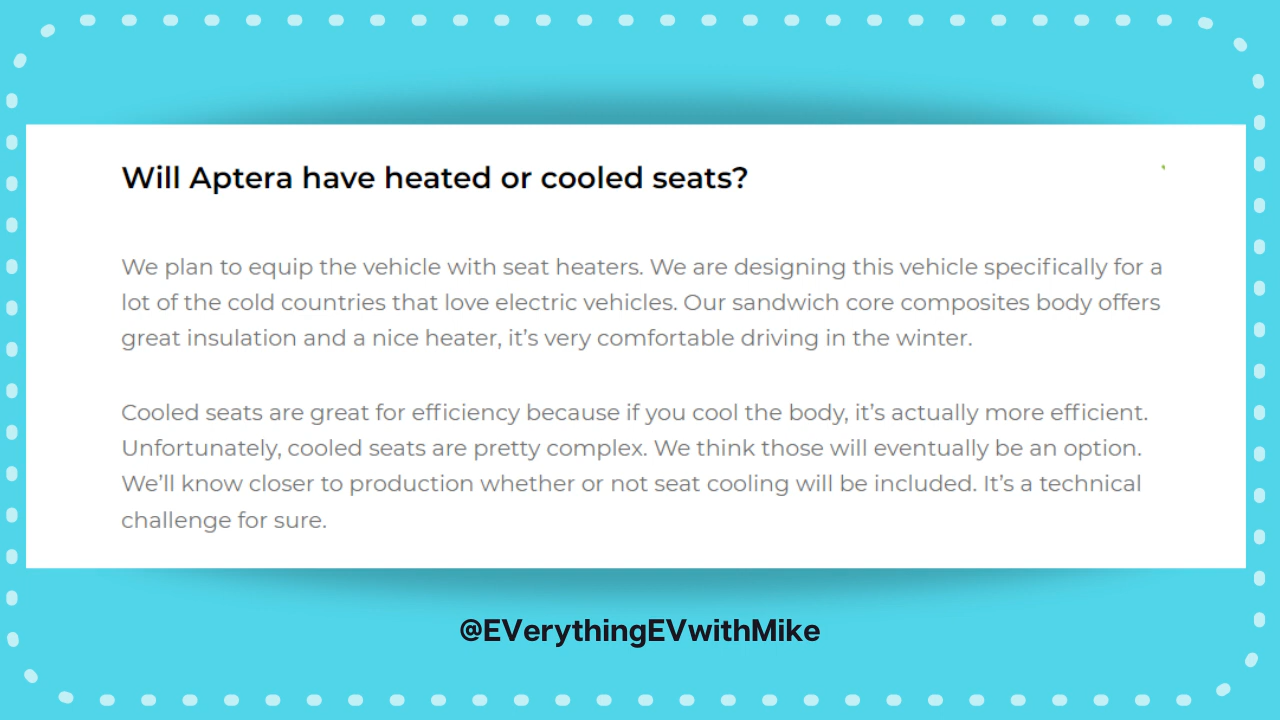 Will Aptera have heated or cooled seats?
We plan to equip the vehicle with seat heaters. We are designing this vehicle specifically for a
lot of the cold countries that love electric vehicles. Our sandwich core composites body offers
great insulation and a nice heater, it’s very comfortable driving in the winter.
Cooled seats are great for efficiency because if you cool the body, it’s actually more efficient.
Unfortunately, cooled seats are pretty complex. We think those will eventually be an option.
We’ll know closer to production whether or not seat cooling will be included. It’s a technical
challenge for sure.
@EVerythingEVwithMike